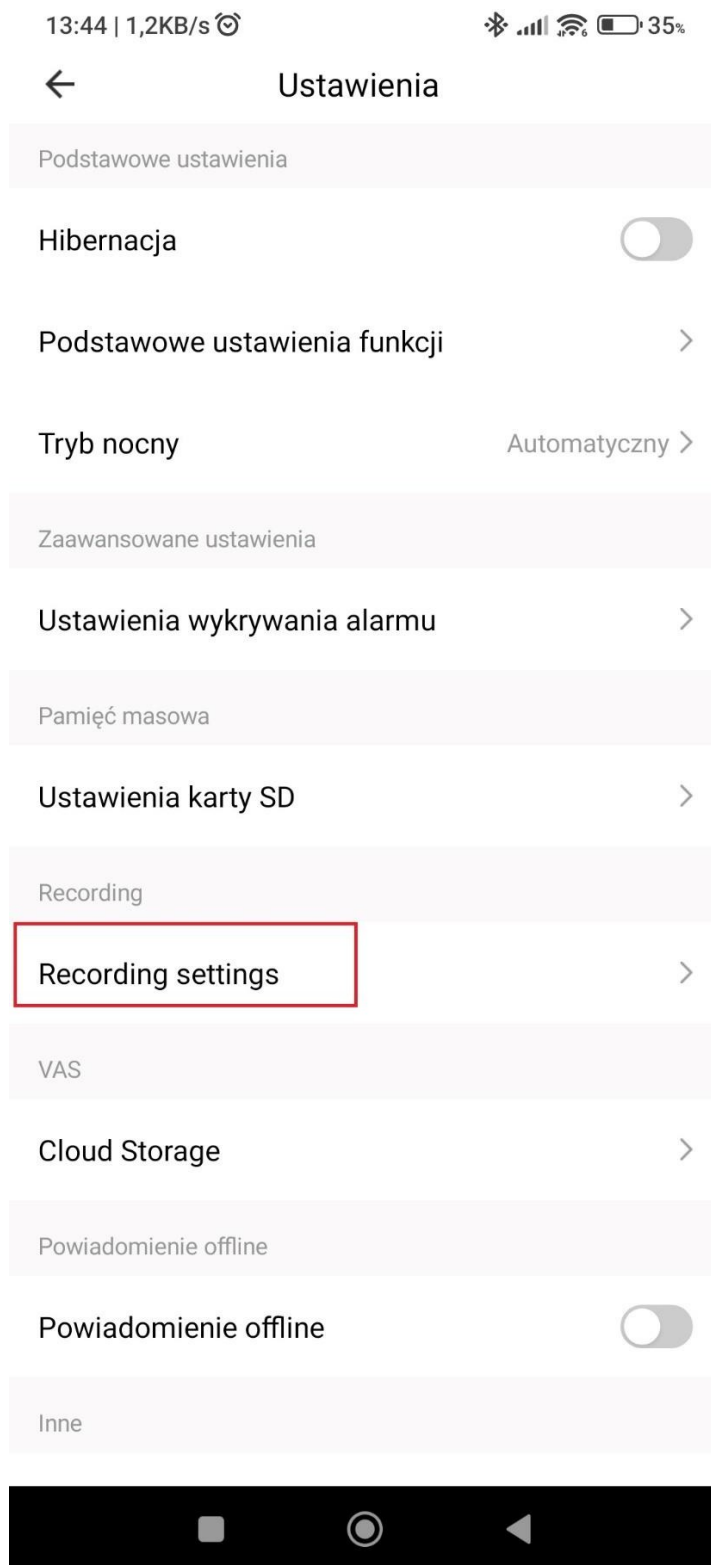 13:44 | 1,2KB/s 35%
Ustawienia
Podstawowe ustawienia
Hibernacja
Podstawowe ustawienia funkcji
Tryb nocny Automatyczny
Zaawansowane ustawienia
Ustawienia wykrywania alarmu
Pamięć masowa
Ustawienia karty SD
Recording
Recording settings
VAS
Cloud Storage
Powiadomienie offline
Powiadomienie offline
Inne